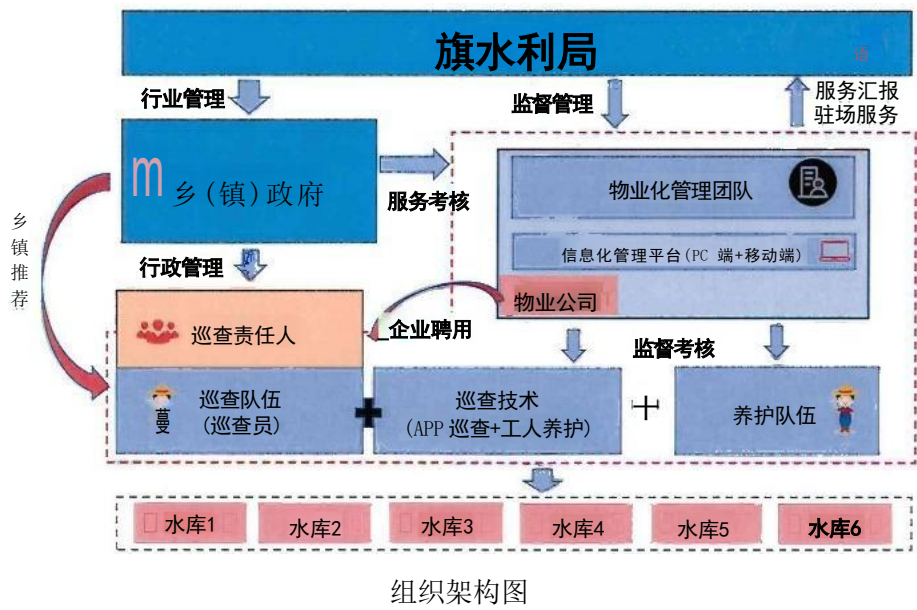 旗水利局
行业管理
监督管理
服务汇报
驻场服务
m
乡(镇)政府
服务考核
物业化管理团队
信息化管理平台(PC 端+移动端)
物业公司
乡镇推荐
行政管理
巡查责任人
企业聘用
监督考核
巡查队伍
(巡查员)
巡查技术
(APP 巡查+工人养护)
养护队伍
水库1
水库2
水库3
水库4
水库5
水库6
组织架构图